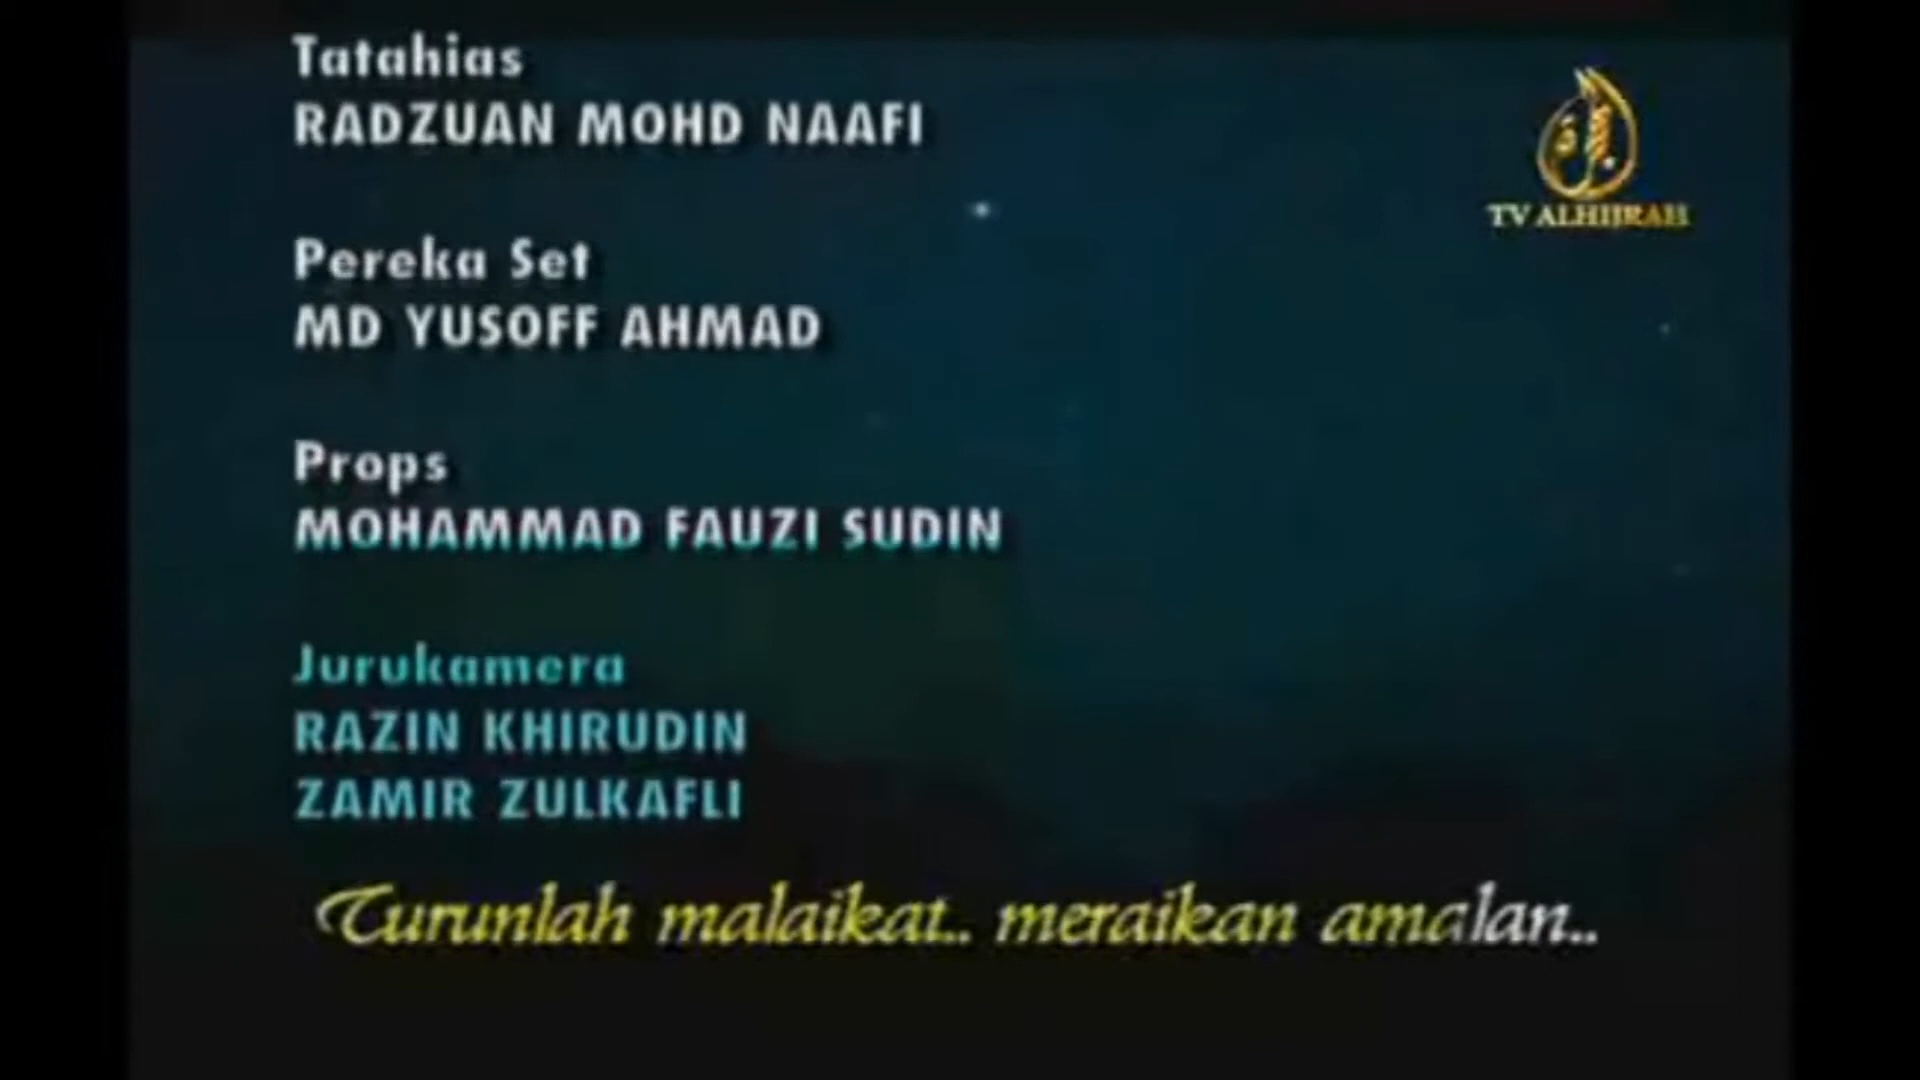 Tatahias
RADZUAN MOHD NAAFI
TV ALHIJRAH
Pereka Set
MD YUSOFF AHMAD
Props
MOHAMMAD FAUZI SUDIN
Jurukamera
RAZIN KHIRUDIN
ZAMIR ZULKAFLI
Turunlah malaikat.. meraikan amalan..